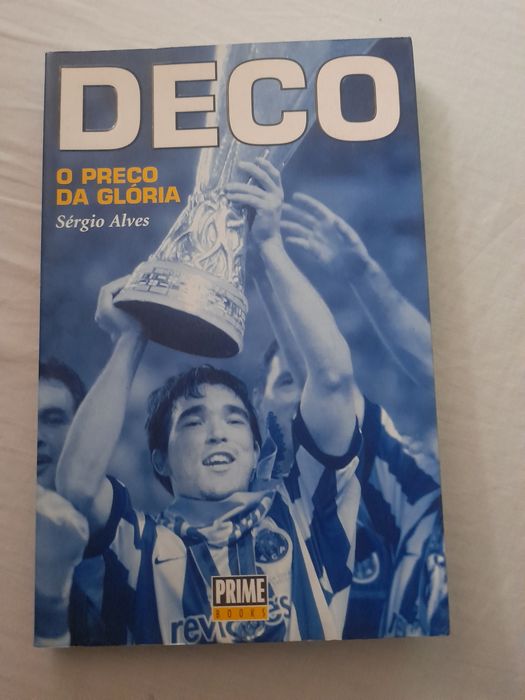 DECO
O PREÇO
DA GLÓRIA
Sérgio Alves
PRIME
BOOKS